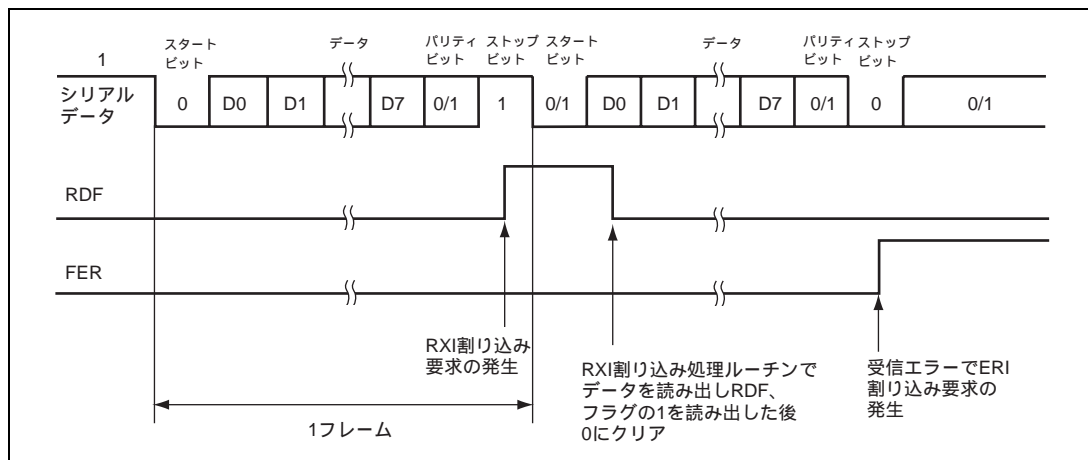 スタート
ビット
データ
パリティ
ビット
ストップ
ビット
スタート
ビット
データ
パリティ
ビット
ストップ
ビット
1
シリアル
データ
0
D0
D1
D7
0/1
1
0/1
D0
D1
D7
0/1
0
0/1
RDF
FER
RXI割り込み
要求の発生
RXI割り込み処理ルーチンで
データを読み出しRDF、
フラグの1を読み出した後
0にクリア
受信エラーでERI
割り込み要求の
発生
1フレーム